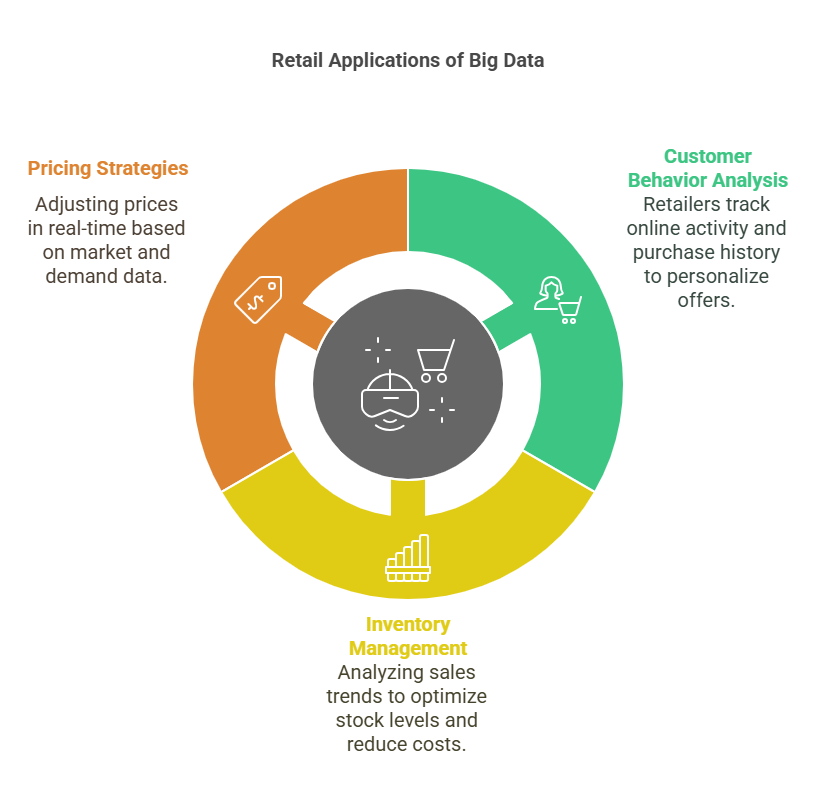 Retail Applications of Big Data
Pricing Strategies
Adjusting prices
in real-time based
on market and
demand data.
Customer
Behavior Analysis
Retailers track
online activity and
purchase history
to personalize
offers.
Inventory
Management
Analyzing sales
trends to optimize
stock levels and
reduce costs.